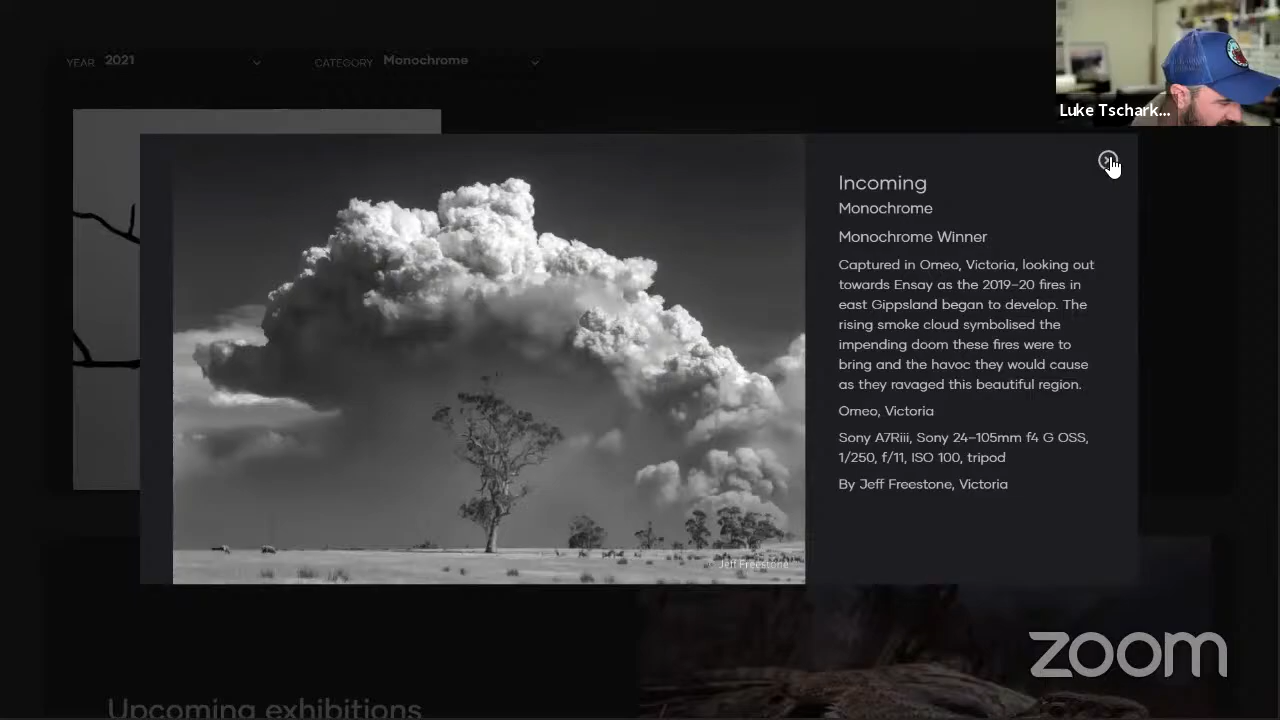 YEAR 2021 CATEGORY Monochrome
Luke Tschark...
Incoming
Monochrome
Monochrome Winner
Captured in Omeo, Victoria, looking out
towards Ensay as the 2019–20 fires in
east Gippsland began to develop. The
rising smoke cloud symbolised the
impending doom these fires were to
bring and the havoc they would cause
as they ravaged this beautiful region.
Omeo, Victoria
Sony A7Riii, Sony 24–105mm f4 G OSS,
1/250, f/11, ISO 100, tripod
By Jeff Freestone, Victoria
© Jeff Freestone
zoom
Upcoming exhibitions